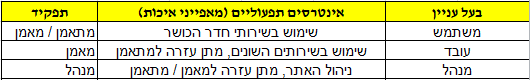 בעל עניין אינטרסים תפעוליים (מאפייני איכות) תפקיד
משתמש שימוש בשירותי חדר הכושר מתאמן / מאמן
עובד שימוש בשירותים השונים, מתן עזרה למתאמן מאמן
מנהל ניהול האתר, מתן עזרה למאמן / מתאמן מנהל